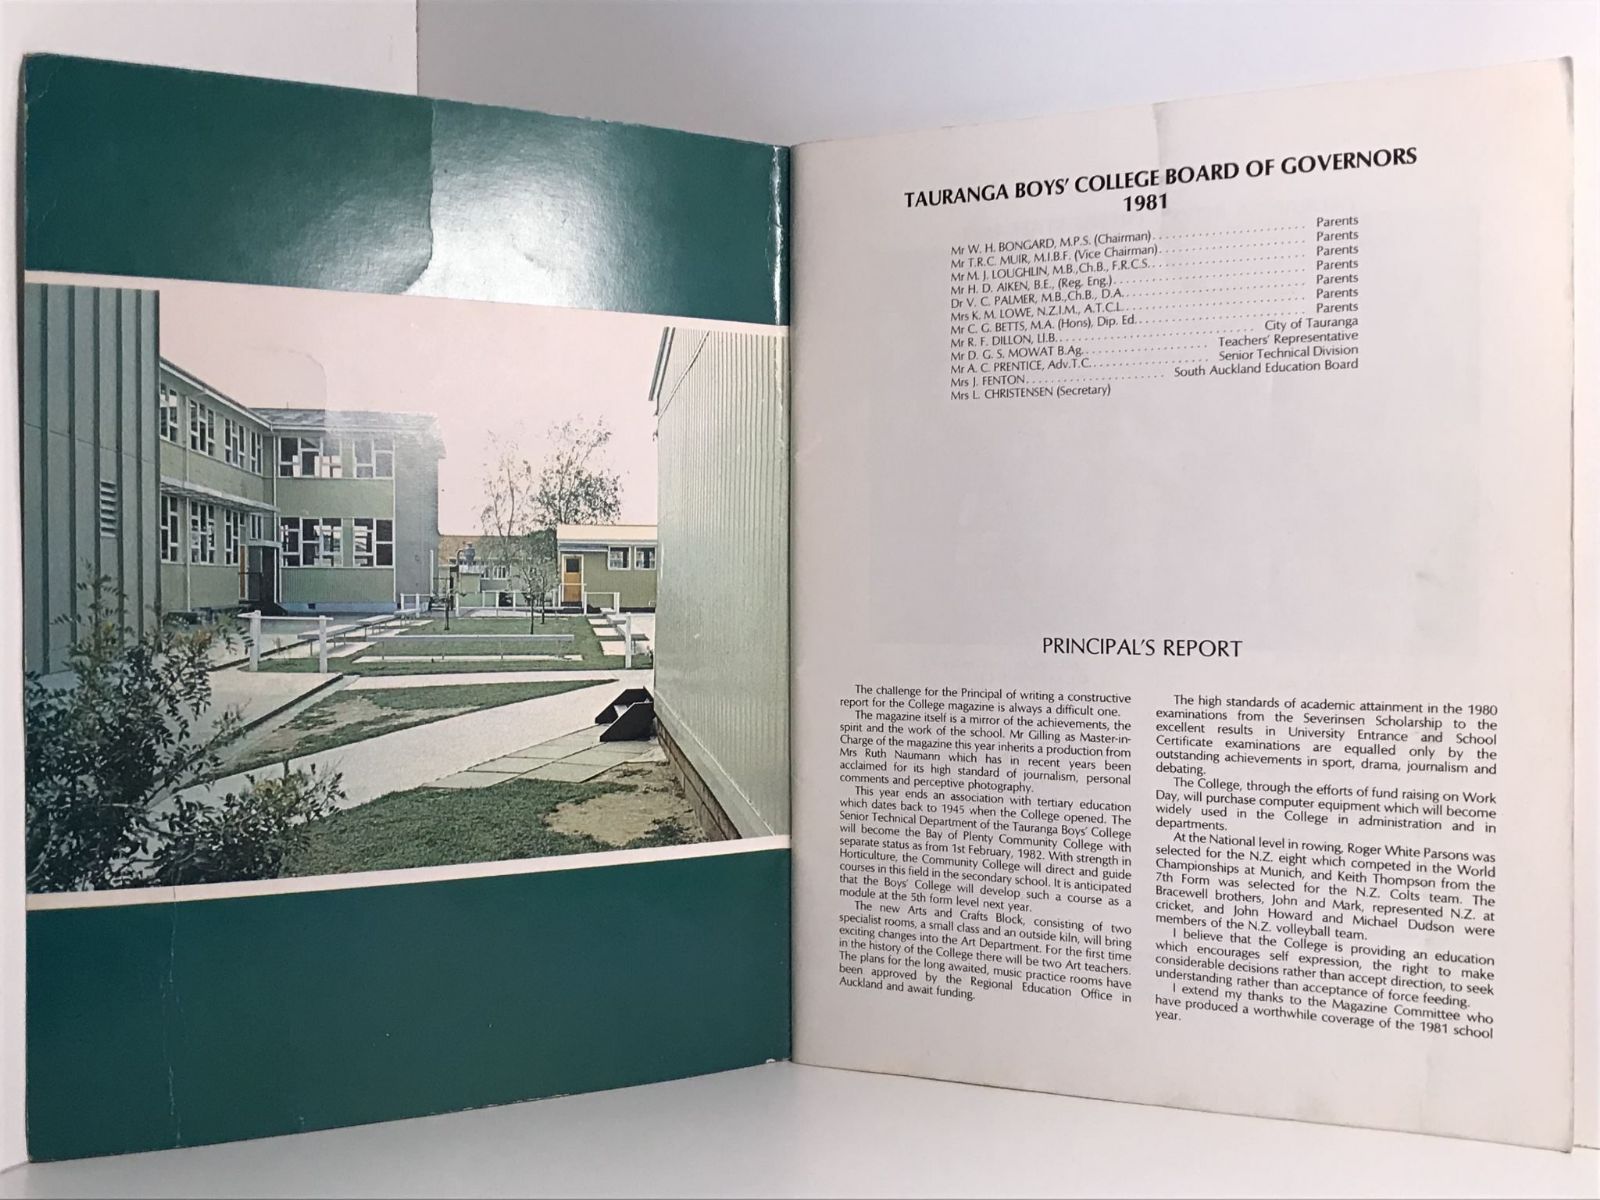 TAURANGA BOYS' COLLEGE BOARD OF GOVERNORS
1981
Mr W. H. BONGARD, M.P.S. (Chairman) . . . . . . . . . . . . . . . . . . . . . . . Parents
Mr T.R.C. MUIR, M.I.B.F. (Vice Chairman) . . . . . . . . . . . . . . . . . . . . . . Parents
Mr M. J. LOUGHLIN, M.B.,Ch.B., F.R.C.S. . . . . . . . . . . . . . . . . . . . . . . Parents
Mr H. D. AIKEN, B.E., (Reg. Eng.) . . . . . . . . . . . . . . . . . . . . . . . . . . . Parents
Dr V. C. PALMER, M.B.,Ch.B., D.A. . . . . . . . . . . . . . . . . . . . . . . . . . Parents
Mrs K. M. LOWE, N.Z.I.M., A.T.C.L. . . . . . . . . . . . . . . . . . . . . . . . . . Parents
Mr C. G. BETTS, M.A. (Hons), Dip. Ed. . . . . . . . . . . . . . . . . . . . . . . . Parents
Mr R. F. DILLON, Ll.B. . . . . . . . . . . . . . . . . . . . . . . . . . . . City of Tauranga
Mr D. G. S. MOWAT B.Ag. . . . . . . . . . . . . . . . . . Teachers' Representative
Mr A. C. PRENTICE, Adv.T.C. . . . . . . . . . . . . . . . Senior Technical Division
Mrs J. FENTON . . . . . . . . . . . . . . . . . . . . . South Auckland Education Board
Mrs L. CHRISTENSEN (Secretary)
PRINCIPAL'S REPORT
The challenge for the Principal of writing a constructive
report for the College magazine is always a difficult one.
The magazine itself is a mirror of the achievements, the
spirit and the work of the school. Mr Gilling as Master-in-
Charge of the magazine this year inherits a production from
Mrs Ruth Naumann which has in recent years been
acclaimed for its high standard of journalism, personal
comments and perceptive photography.
This year ends an association with tertiary education
which dates back to 1945 when the College opened. The
Senior Technical Department of the Tauranga Boys' College
will become the Bay of Plenty Community College with
separate status as from 1st February, 1982. With strength in
Horticulture, the Community College will direct and guide
courses in this field in the secondary school. It is anticipated
that the Boys' College will develop such a course as a
module at the 5th form level next year.
The new Arts and Crafts Block, consisting of two
specialist rooms, a small class and an outside kiln, will bring
exciting changes into the Art Department. For the first time
in the history of the College there will be two Art teachers.
The plans for the long awaited, music practice rooms have
been approved by the Regional Education Office in
Auckland and await funding.
The high standards of academic attainment in the 1980
examinations from the Severinsen Scholarship to the
excellent results in University Entrance and School
Certificate examinations are equalled only by the
outstanding achievements in sport, drama, journalism and
debating.
The College, through the efforts of fund raising on Work
Day, will purchase computer equipment which will become
widely used in the College in administration and in
departments.
At the National level in rowing, Roger White Parsons was
selected for the N.Z. eight which competed in the World
Championships at Munich, and Keith Thompson from the
7th Form was selected for the N.Z. Colts team. The
Bracewell brothers, John and Mark, represented N.Z. at
cricket, and John Howard and Michael Dudson were
members of the N.Z. volleyball team.
I believe that the College is providing an education
which encourages self expression, the right to make
considerable decisions rather than accept direction, to seek
understanding rather than acceptance of force feeding.
I extend my thanks to the Magazine Committee who
have produced a worthwhile coverage of the 1981 school
year.